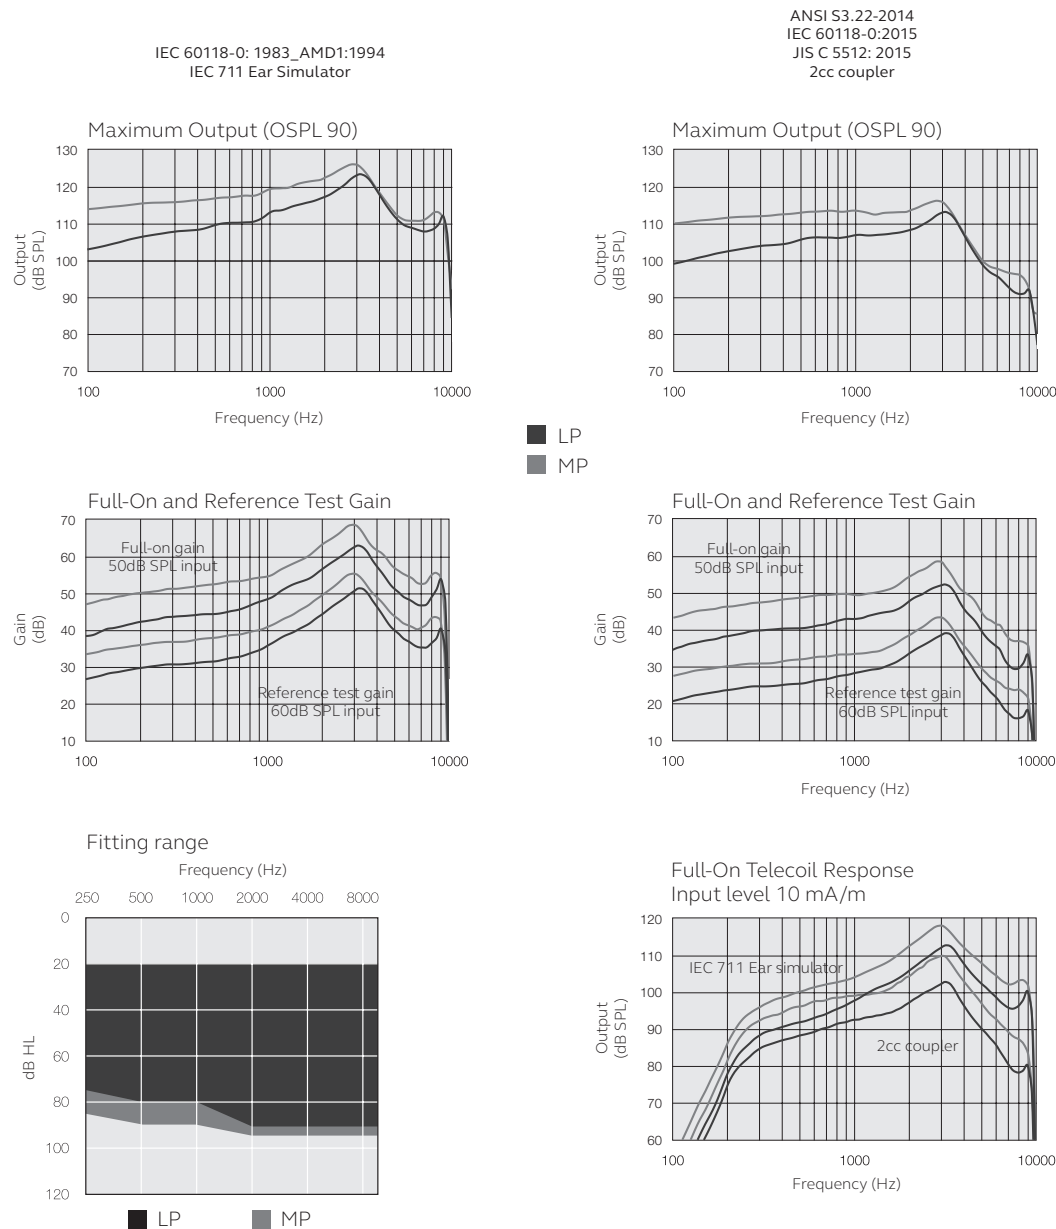 IEC 60118-0: 1983_AMD1:1994
IEC 711 Ear Simulator
ANSI S3.22-2014
IEC 60118-0:2015
JIS C 5512: 2015
2cc coupler
Maximum Output (OSPL 90)
130
120
110
100
90
80
70
Output
(dB SPL)
100
1000
10000
Frequency (Hz)
Maximum Output (OSPL 90)
130
120
110
100
90
80
70
Output
(dB SPL)
100
1000
10000
Frequency (Hz)
LP
MP
Full-On and Reference Test Gain
70
60
50
40
30
20
10
Gain
(dB)
Full-on gain
50dB SPL input
Reference test gain
60dB SPL input
100
1000
10000
Full-On and Reference Test Gain
70
60
50
40
30
20
10
Gain
(dB)
Full-on gain
50dB SPL input
Reference test gain
60dB SPL input
100
1000
10000
Frequency (Hz)
Fitting range
Frequency (Hz)
250 500 1000 2000 4000 8000
0
20
40
60
80
100
120
dB HL
LP
MP
Full-On Telecoil Response
Input level 10 mA/m
120
110
100
90
80
70
60
Output
(dB SPL)
IEC 711 Ear simulator
2cc coupler
100
1000
10000
Frequency (Hz)